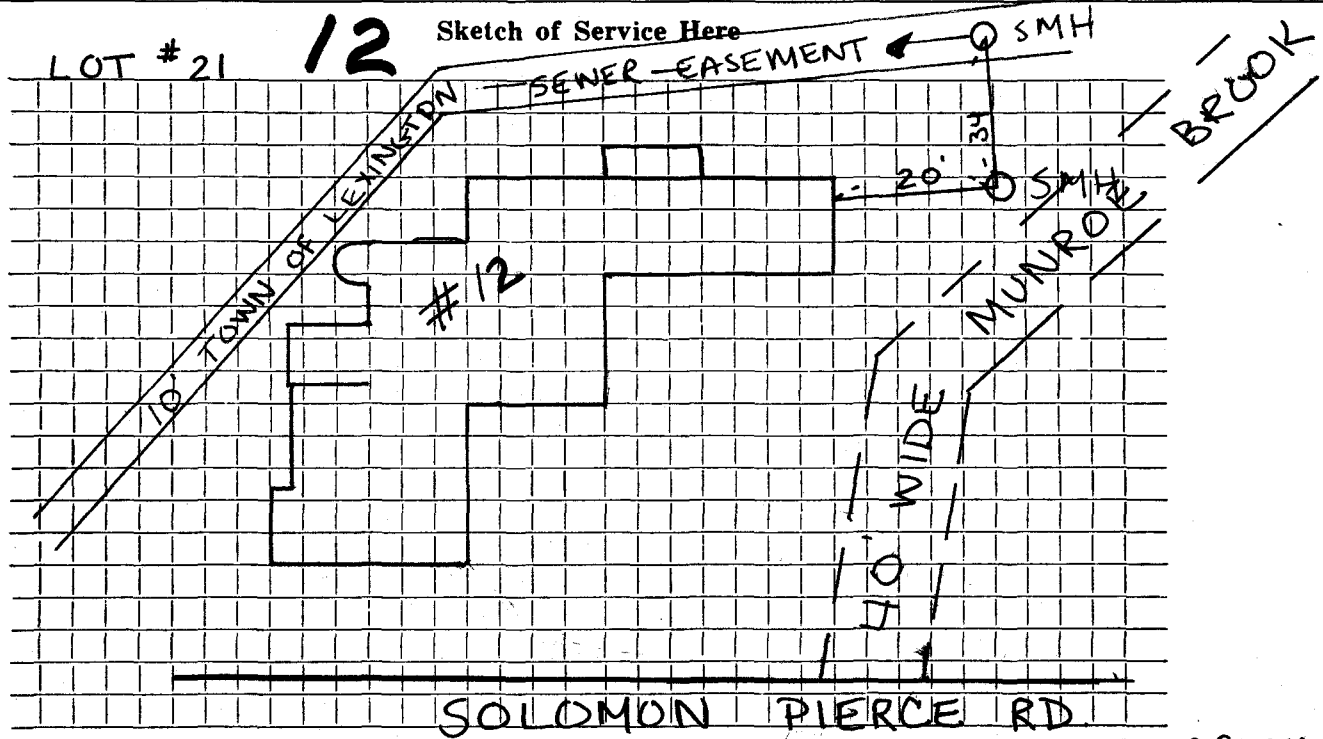 12 Sketch of Service Here
LOT #21
SMH
SEWER EASEMENT
BROOK
34'
20'
SMH
10' TOWN OF LEXINGTON
MUNROE
#12
40' WIDE
SOLOMON PIERCE RD